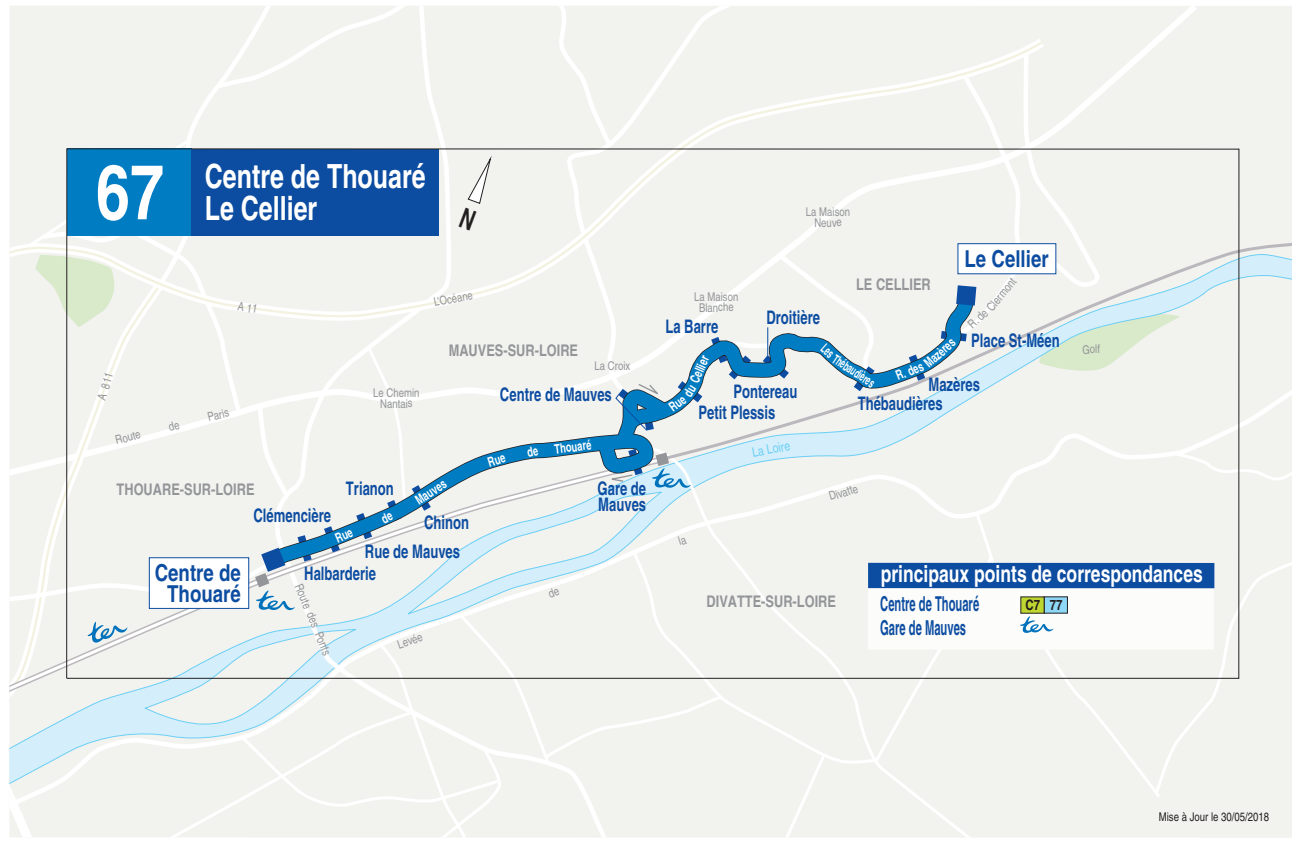 67
Centre de Thouaré
Le Cellier
N
La Maison
Neuve
Le Cellier
LE CELLIER
R. de Clermont
A 11
L'Océane
La Maison
Blanche
Droitière
La Barre
Place St-Méen
Golf
MAUVES-SUR-LOIRE
La Croix
Les Thébaudières
R. des Mazères
Mazères
A 811
Le Chemin
Nantais
Centre de Mauves
Rue du Cellier
Pontereau
Petit Plessis
Thébaudières
Route de Paris
Rue de Thouaré
La Loire
THOUARE-SUR-LOIRE
Trianon
Rue de Mauves
Gare de
Mauves
ter
Divatte
Clémencière
Chinon
Rue de Mauves
Halbarderie
la
Centre de
Thouaré
ter
ter
Route des Ponts
de
Levée
DIVATTE-SUR-LOIRE
principaux points de correspondances
Centre de Thouaré C7 77
Gare de Mauves ter
Mise à Jour le 30/05/2018